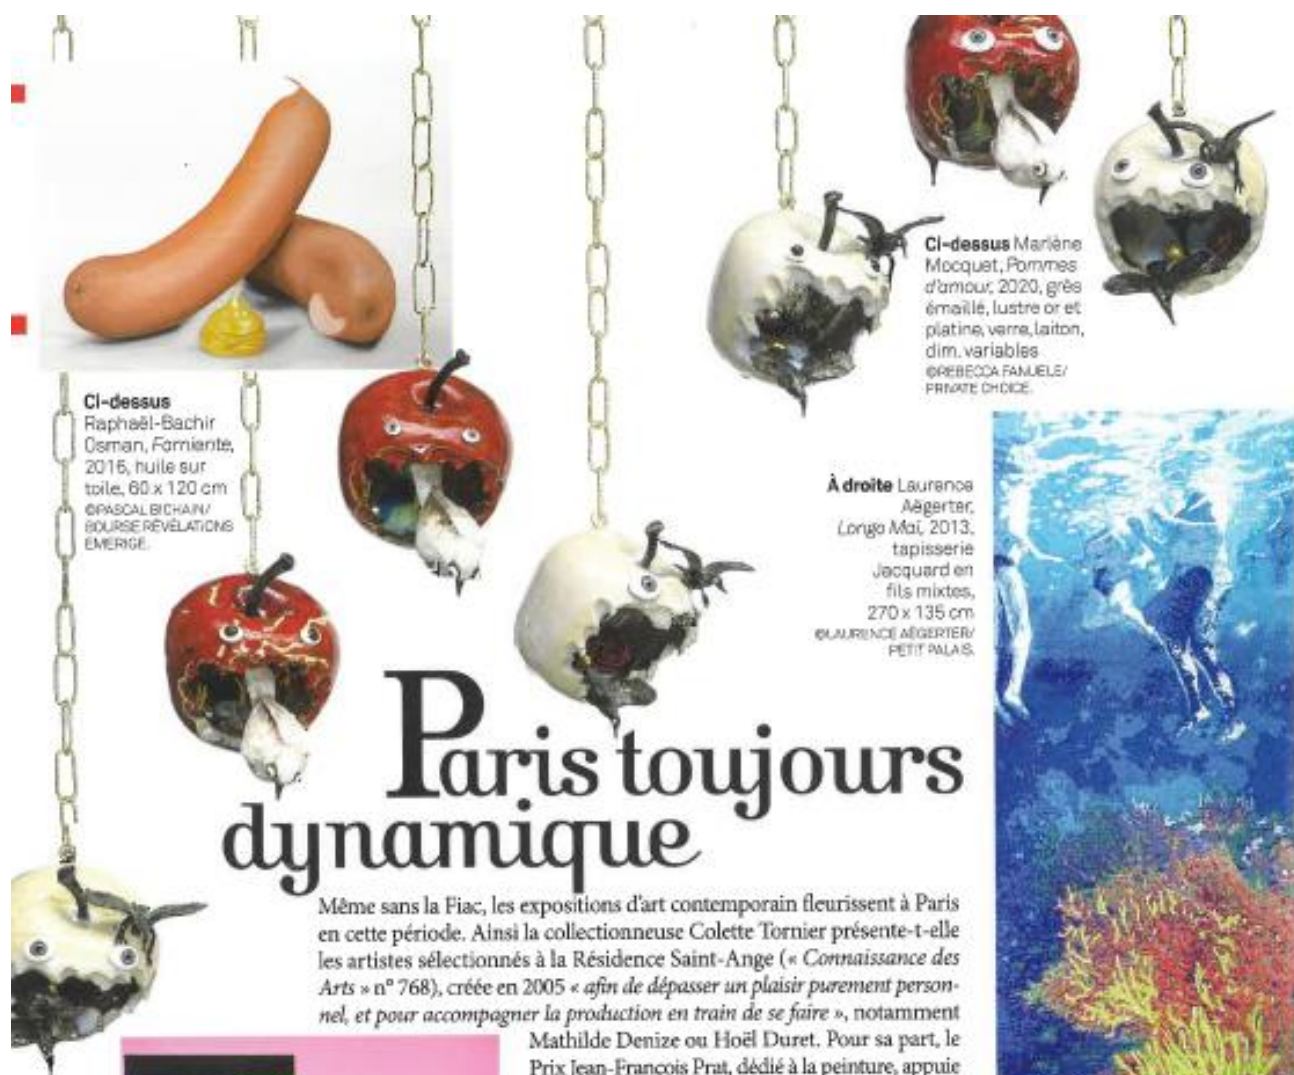 Ci-dessus Marlène
Mocquet, Pommes
d'amour, 2020, grès
émaillé, lustre or et
platine, verre, laiton,
dim. variables
©REBECCA FANUELE/
PRIVATE CHOICE.
Ci-dessus
Raphaël-Bachir
Osman, Farniente,
2015, huile sur
toile, 60 x 120 cm
©PASCAL BICHAIN/
BOURSE RÉVÉLATIONS
EMERIGE.
À droite Laurence
Aëgerter,
Longo Maï, 2013,
tapisserie
Jacquard en
fils mixtes,
270 x 135 cm
©LAURENCE AËGERTER/
PETIT PALAIS.
Paris toujours
dynamique
Même sans la Fiac, les expositions d'art contemporain fleurissent à Paris
en cette période. Ainsi la collectionneuse Colette Tornier présente-t-elle
les artistes sélectionnés à la Résidence Saint-Ange (« Connaissance des
Arts » n° 768), créée en 2005 « afin de dépasser un plaisir purement person-
nel, et pour accompagner la production en train de se faire », notamment
Mathilde Denize ou Hoël Duret. Pour sa part, le
Prix Jean-François Prat, dédié à la peinture, appuie